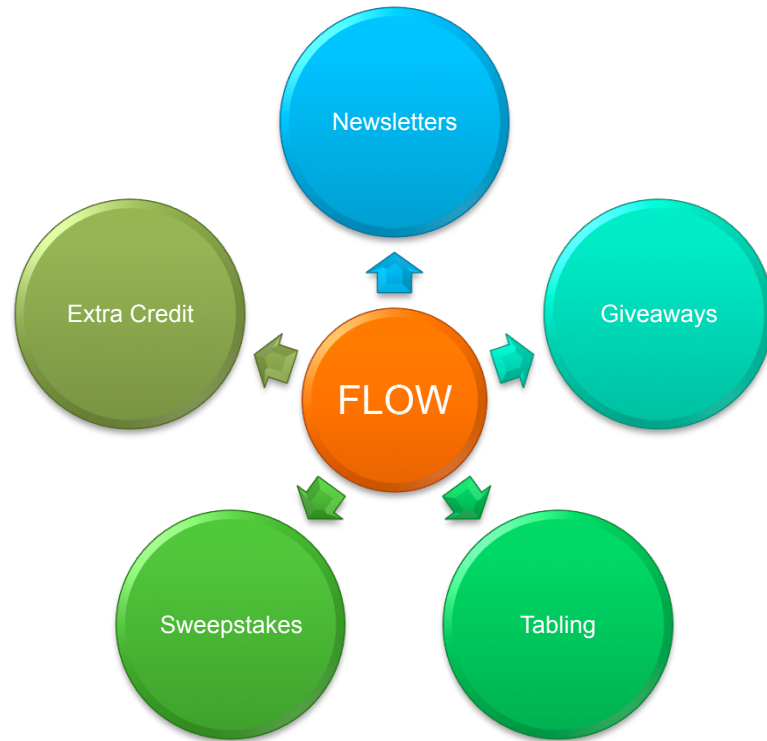 Newsletters
Extra Credit
Giveaways
FLOW
Sweepstakes
Tabling